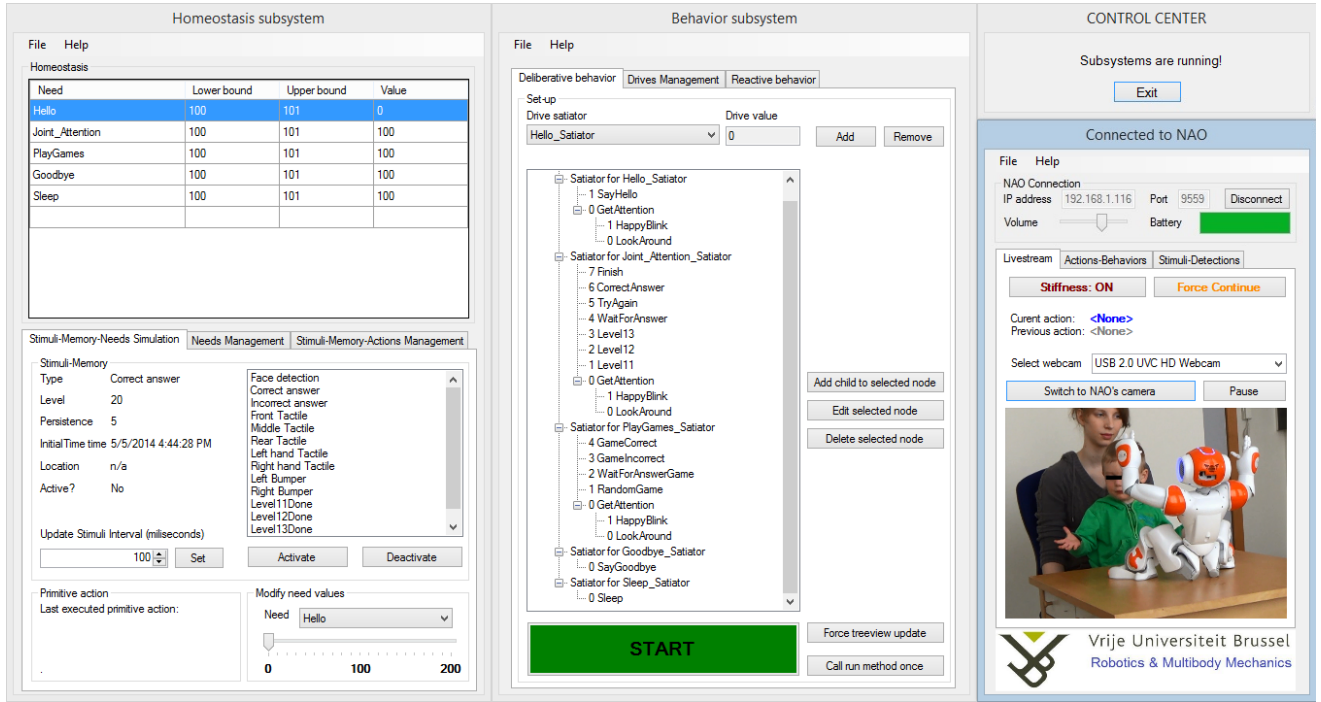 Homeostasis subsystem
File Help
Homeostasis
Need Lower bound Upper bound Value
Hello 100 101 0
Joint_Attention 100 101 100
PlayGames 100 101 100
Goodbye 100 101 100
Sleep 100 101 100
Stimuli-Memory-Needs Simulation Needs Management Stimuli-Memory-Actions Management
Stimuli-Memory
Type Correct answer
Level 20
Persistence 5
InitialTime time 5/5/2014 4:44:28 PM
Location n/a
Active? No
Update Stimuli Interval (miliseconds)
100 Set
Face detection
Correct answer
Incorrect answer
Front Tactile
Middle Tactile
Rear Tactile
Left hand Tactile
Right hand Tactile
Left Bumper
Right Bumper
Level11Done
Level12Done
Level13Done
Activate Deactivate
Primitive action
Last executed primitive action:
.
Modify need values
Need Hello
0 100 200
Behavior subsystem
File Help
Deliberative behavior Drives Management Reactive behavior
Set-up
Drive satiator Drive value
Hello_Satiator 0 Add Remove
Satiator for Hello_Satiator
1 SayHello
0 GetAttention
1 HappyBlink
0 LookAround
Satiator for Joint_Attention_Satiator
7 Finish
6 CorrectAnswer
5 TryAgain
4 WaitForAnswer
3 Level13
2 Level12
1 Level11
0 GetAttention
1 HappyBlink
0 LookAround
Satiator for PlayGames_Satiator
4 GameCorrect
3 GameIncorrect
2 WaitForAnswerGame
1 RandomGame
0 GetAttention
1 HappyBlink
0 LookAround
Satiator for Goodbye_Satiator
0 SayGoodbye
Satiator for Sleep_Satiator
0 Sleep
Add child to selected node
Edit selected node
Delete selected node
START
Force treeview update
Call run method once
CONTROL CENTER
Subsystems are running!
Exit
Connected to NAO
File Help
NAO Connection
IP address 192.168.1.116 Port 9559 Disconnect
Volume Battery
Livestream Actions-Behaviors Stimuli-Detections
Stiffness: ON Force Continue
Curent action: <None>
Previous action: <None>
Select webcam USB 2.0 UVC HD Webcam
Switch to NAO's camera Pause
Vrije Universiteit Brussel
Robotics & Multibody Mechanics